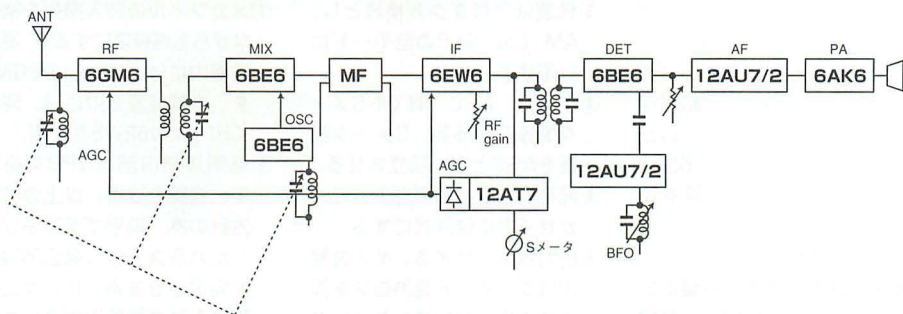 ANT
RF
MIX
IF
DET
AF
PA
6GM6
6BE6
MF
6EW6
6BE6
12AU7/2
6AK6
OSC
6BE6
RF
gain
AGC
AGC
12AT7
12AU7/2
Sメータ
BFO